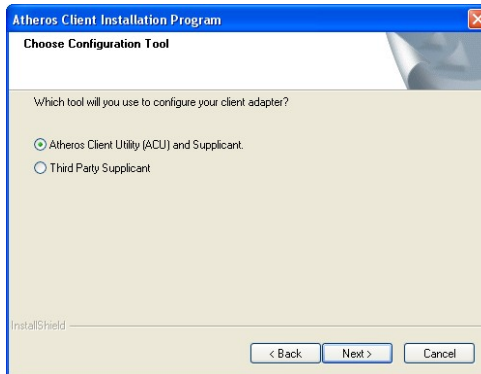 Atheros Client Installation Program
Choose Configuration Tool
Which tool will you use to configure your client adapter?
Atheros Client Utility (ACU) and Supplicant.
Third Party Supplicant
InstallShield
< Back Next > Cancel